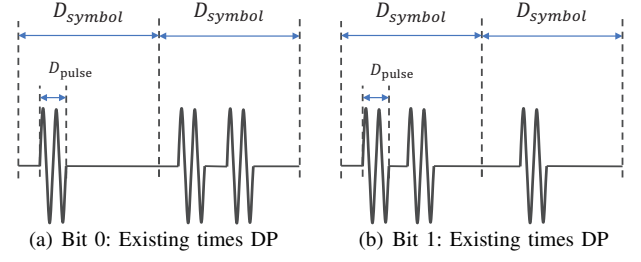 D_symbol D_symbol D_symbol D_symbol
D_pulse D_pulse
(a) Bit 0: Existing times DP (b) Bit 1: Existing times DP